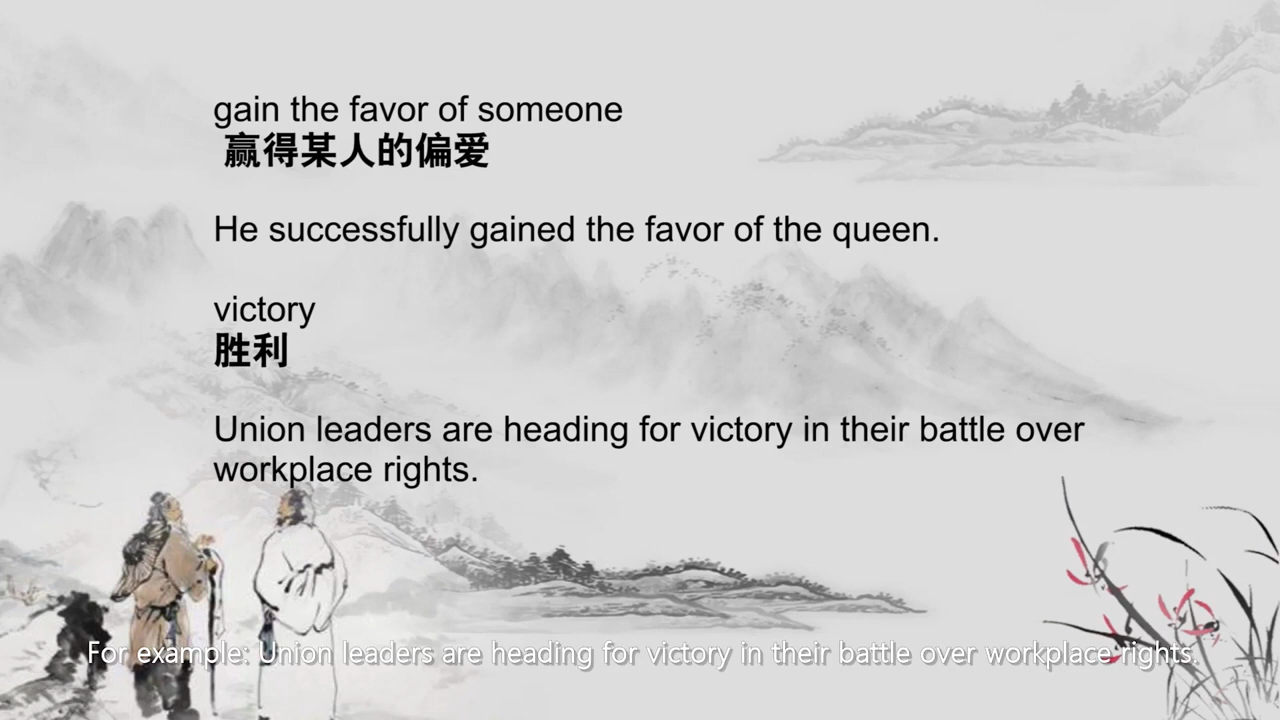 gain the favor of someone
赢得某人的偏爱
He successfully gained the favor of the queen.
victory
胜利
Union leaders are heading for victory in their battle over
workplace rights.
For example: Union leaders are heading for victory in their battle over workplace rights.